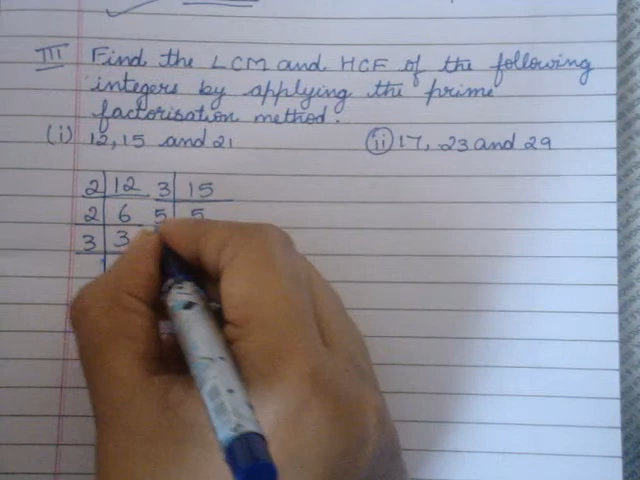 III Find the LCM and HCF of the following
integers by applying the prime
factorisation method.
(i) 12, 15 and 21 (ii) 17, 23 and 29
2 12 3 15
2 6 5 5
3 3
1